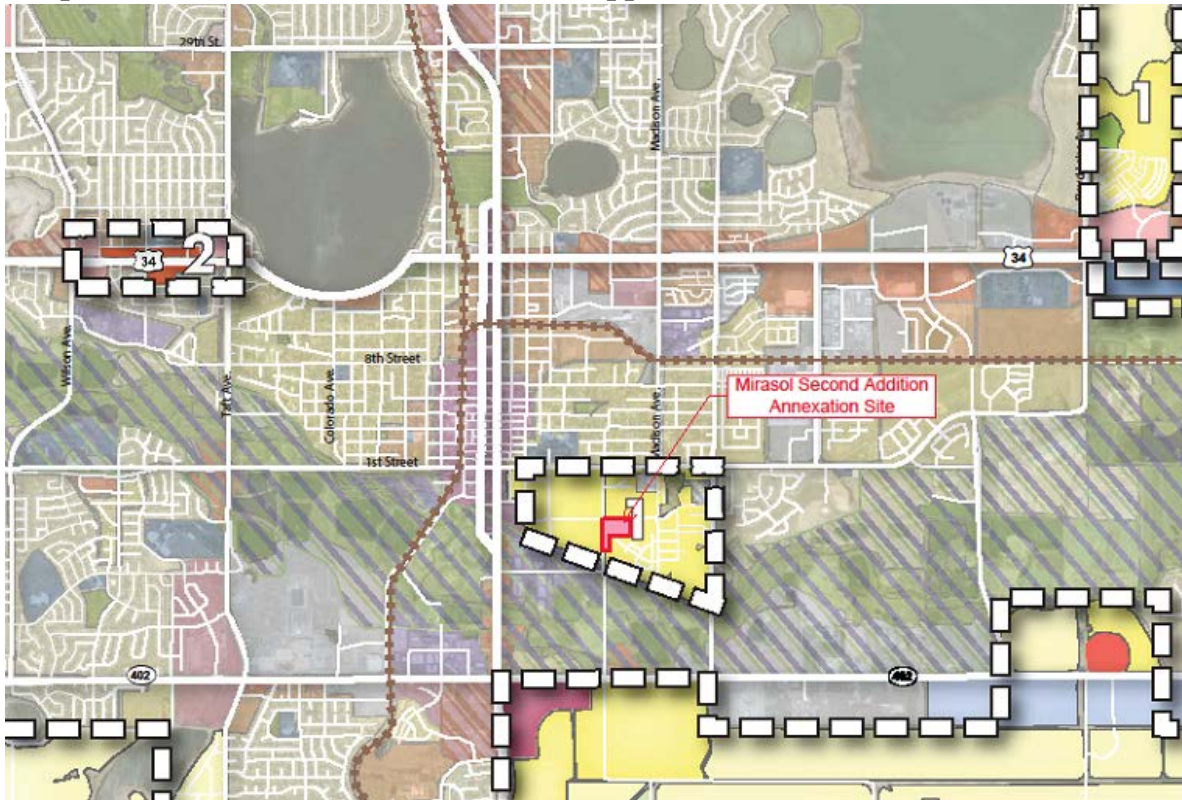 29th St.
Madison Ave.
1
2
34
34
Wilson Ave.
Taft Ave.
Colorado Ave.
8th Street
Mirasol Second Addition
Annexation Site
Madison Ave.
1st Street
402
402